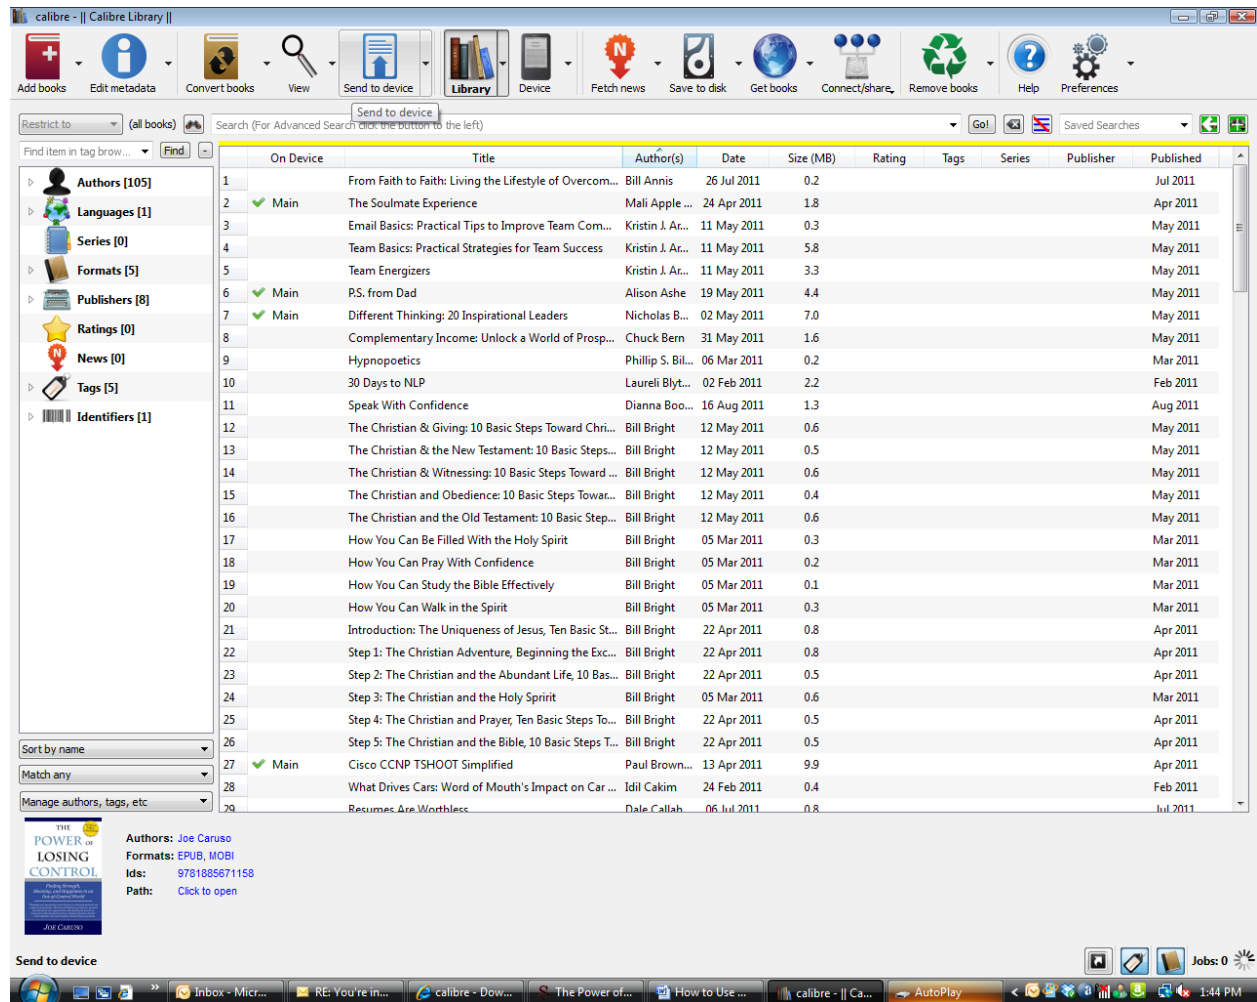 calibre - || Calibre Library ||
Add books Edit metadata Convert books View Send to device Library Device Fetch news Save to disk Get books Connect/share Remove books Help Preferences
Send to device
Restrict to (all books) Search (For Advanced Search click the button to the left) Go! Saved Searches
Find item in tag brow... Find -
On Device Title Author(s) Date Size (MB) Rating Tags Series Publisher Published
Authors [105]
Languages [1]
Series [0]
Formats [5]
Publishers [8]
Ratings [0]
News [0]
Tags [5]
Identifiers [1]
1 From Faith to Faith: Living the Lifestyle of Overcom... Bill Annis 26 Jul 2011 0.2 Jul 2011
2 Main The Soulmate Experience Mali Apple ... 24 Apr 2011 1.8 Apr 2011
3 Email Basics: Practical Tips to Improve Team Com... Kristin J. Ar... 11 May 2011 0.3 May 2011
4 Team Basics: Practical Strategies for Team Success Kristin J. Ar... 11 May 2011 5.8 May 2011
5 Team Energizers Kristin J. Ar... 11 May 2011 3.3 May 2011
6 Main P.S. from Dad Alison Ashe 19 May 2011 4.4 May 2011
7 Main Different Thinking: 20 Inspirational Leaders Nicholas B... 02 May 2011 7.0 May 2011
8 Complementary Income: Unlock a World of Prosp... Chuck Bern 31 May 2011 1.6 May 2011
9 Hypnopoetics Phillip S. Bil... 06 Mar 2011 0.2 Mar 2011
10 30 Days to NLP Laureli Blyt... 02 Feb 2011 2.2 Feb 2011
11 Speak With Confidence Dianna Boo... 16 Aug 2011 1.3 Aug 2011
12 The Christian & Giving: 10 Basic Steps Toward Chri... Bill Bright 12 May 2011 0.6 May 2011
13 The Christian & the New Testament: 10 Basic Steps... Bill Bright 12 May 2011 0.5 May 2011
14 The Christian & Witnessing: 10 Basic Steps Toward ... Bill Bright 12 May 2011 0.6 May 2011
15 The Christian and Obedience: 10 Basic Steps Towar... Bill Bright 12 May 2011 0.4 May 2011
16 The Christian and the Old Testament: 10 Basic Step... Bill Bright 12 May 2011 0.6 May 2011
17 How You Can Be Filled With the Holy Spirit Bill Bright 05 Mar 2011 0.3 Mar 2011
18 How You Can Pray With Confidence Bill Bright 05 Mar 2011 0.2 Mar 2011
19 How You Can Study the Bible Effectively Bill Bright 05 Mar 2011 0.1 Mar 2011
20 How You Can Walk in the Spirit Bill Bright 05 Mar 2011 0.3 Mar 2011
21 Introduction: The Uniqueness of Jesus, Ten Basic St... Bill Bright 22 Apr 2011 0.8 Apr 2011
22 Step 1: The Christian Adventure, Beginning the Exc... Bill Bright 22 Apr 2011 0.8 Apr 2011
23 Step 2: The Christian and the Abundant Life, 10 Bas... Bill Bright 22 Apr 2011 0.5 Apr 2011
24 Step 3: The Christian and the Holy Spririt Bill Bright 05 Mar 2011 0.6 Mar 2011
25 Step 4: The Christian and Prayer, Ten Basic Steps To... Bill Bright 22 Apr 2011 0.5 Apr 2011
26 Step 5: The Christian and the Bible, 10 Basic Steps T... Bill Bright 22 Apr 2011 0.5 Apr 2011
27 Main Cisco CCNP TSHOOT Simplified Paul Brown... 13 Apr 2011 9.9 Apr 2011
28 What Drives Cars: Word of Mouth's Impact on Car ... Idil Cakim 24 Feb 2011 0.4 Feb 2011
29 Resumes Are Worthless Dale Callah 06 Jul 2011 0.8 Jul 2011
Sort by name
Match any
Manage authors, tags, etc
THE
POWER OF
LOSING
CONTROL
JOE CARUSO
Authors: Joe Caruso
Formats: EPUB, MOBI
Ids: 9781885671158
Path: Click to open
Send to device Jobs: 0
Inbox - Micr... RE: You're in... calibre - Dow... The Power of... How to Use ... calibre - || Ca... AutoPlay 1:44 PM